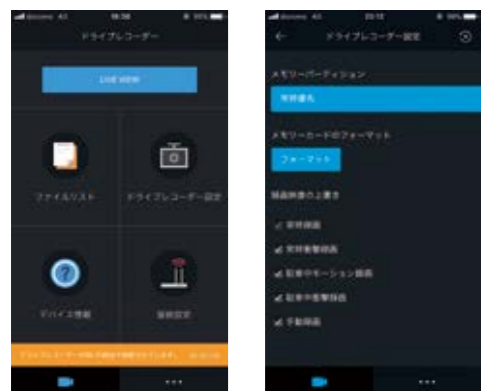 docomo 4G
ドライブレコーダー
LIVE VIEW
ファイルリスト
ドライブレコーダー設定
デバイス情報
接続設定
docomo 4G
ドライブレコーダー設定
メモリーパーティション
常時優先
メモリーカードのフォーマット
フォーマット
録画映像の上書き
常時録画
常時衝撃録画
駐車中モーション録画
駐車中衝撃録画
手動録画